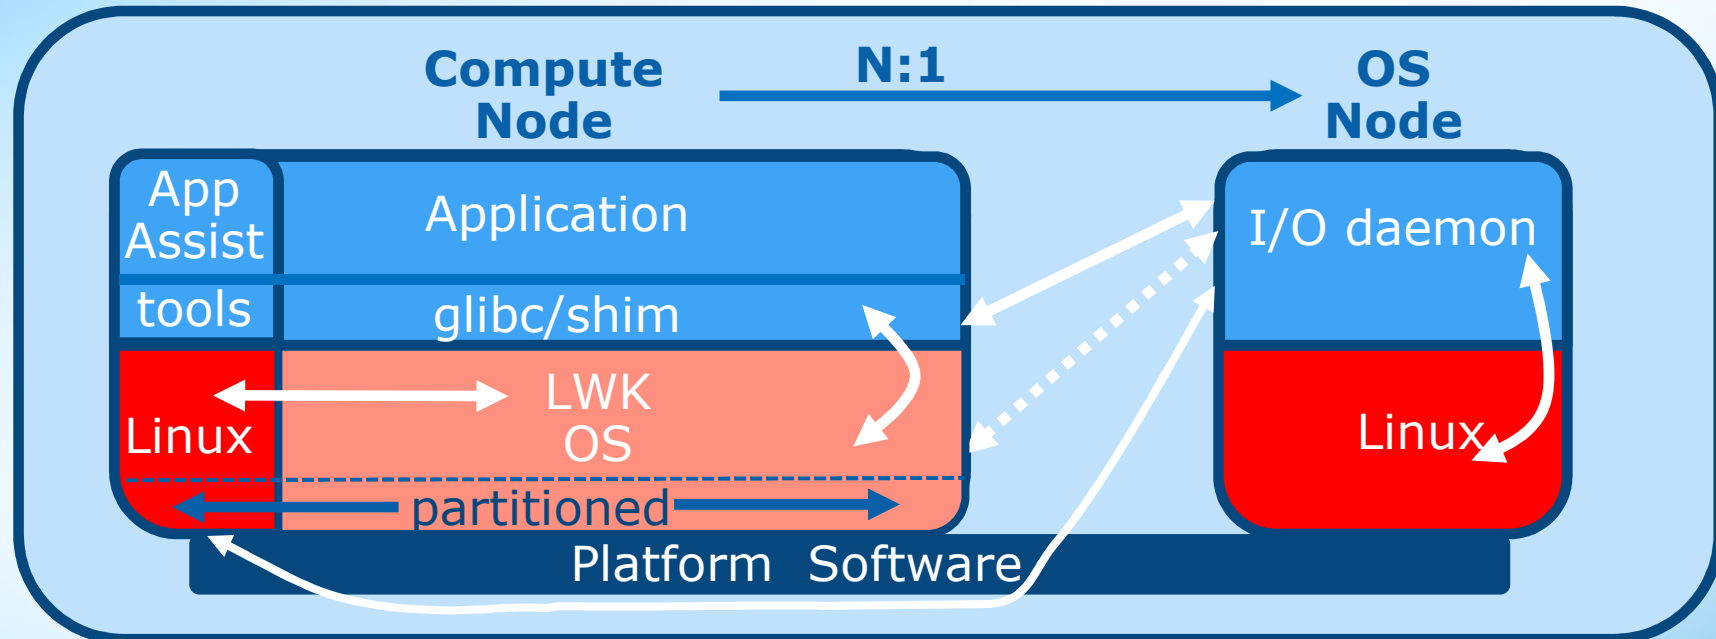 Compute
Node
N:1
OS
Node
App
Assist
Application
tools
glibc/shim
Linux
LWK
OS
partitioned
I/O daemon
Linux
Platform Software